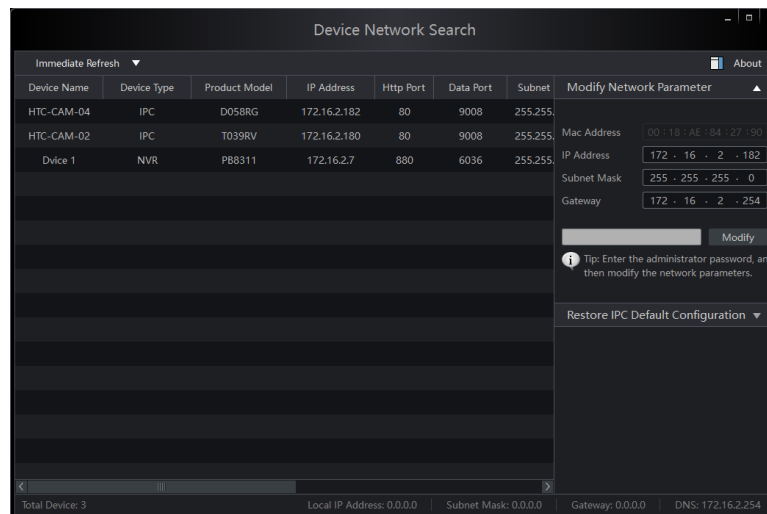 Device Network Search
Immediate Refresh
About
Device Name Device Type Product Model IP Address Http Port Data Port Subnet
HTC-CAM-04 IPC D058RG 172.16.2.182 80 9008 255.255.
HTC-CAM-02 IPC T039RV 172.16.2.180 80 9008 255.255.
Dvice 1 NVR PB8311 172.16.2.7 880 6036 255.255.
Modify Network Parameter
Mac Address 00 : 18 : AE : 84 : 27 : 90
IP Address 172 . 16 . 2 . 182
Subnet Mask 255 . 255 . 255 . 0
Gateway 172 . 16 . 2 . 254
Modify
Tip: Enter the administrator password, an
then modify the network parameters.
Restore IPC Default Configuration
Total Device: 3 Local IP Address: 0.0.0.0 Subnet Mask: 0.0.0.0 Gateway: 0.0.0.0 DNS: 172.16.2.254